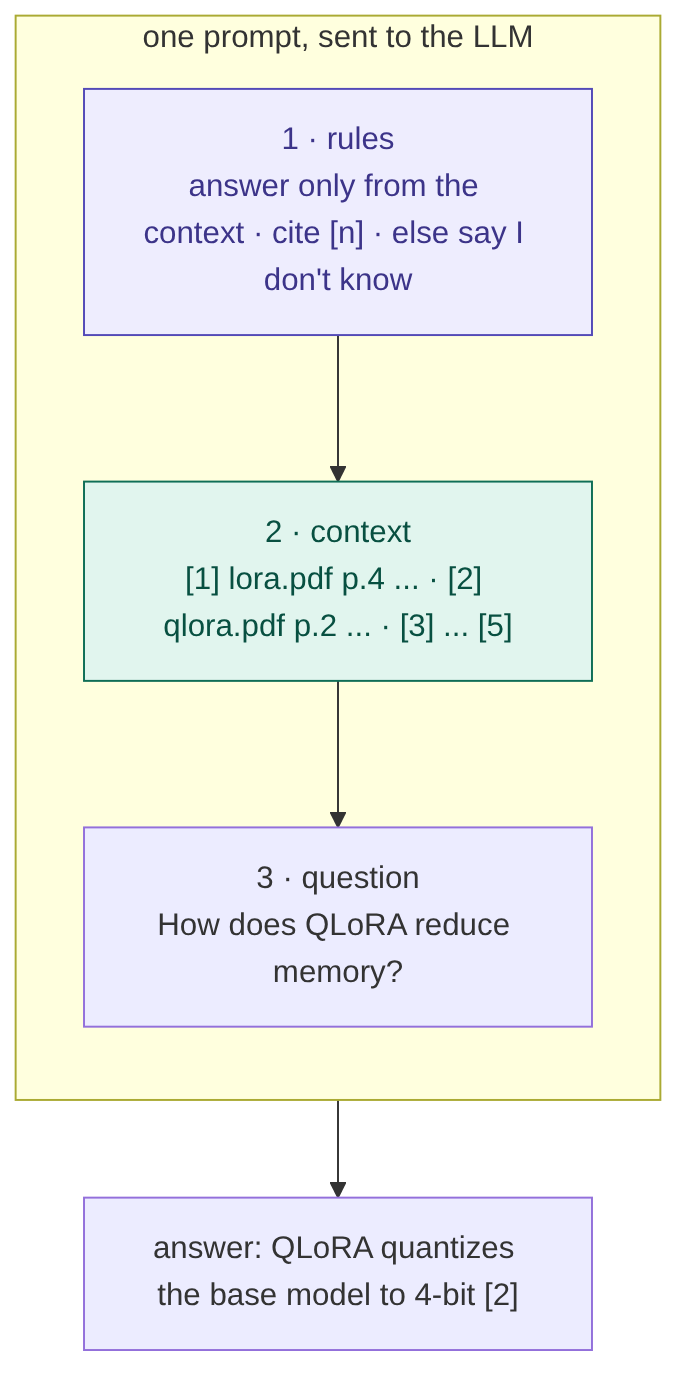 one prompt, sent to the LLM
1 · rules
answer only from the
context · cite [n] · else say I
don't know
2 · context
[1] lora.pdf p.4 ... · [2]
qlora.pdf p.2 ... · [3] ... [5]
3 · question
How does QLoRA reduce
memory?
answer: QLoRA quantizes
the base model to 4-bit [2]